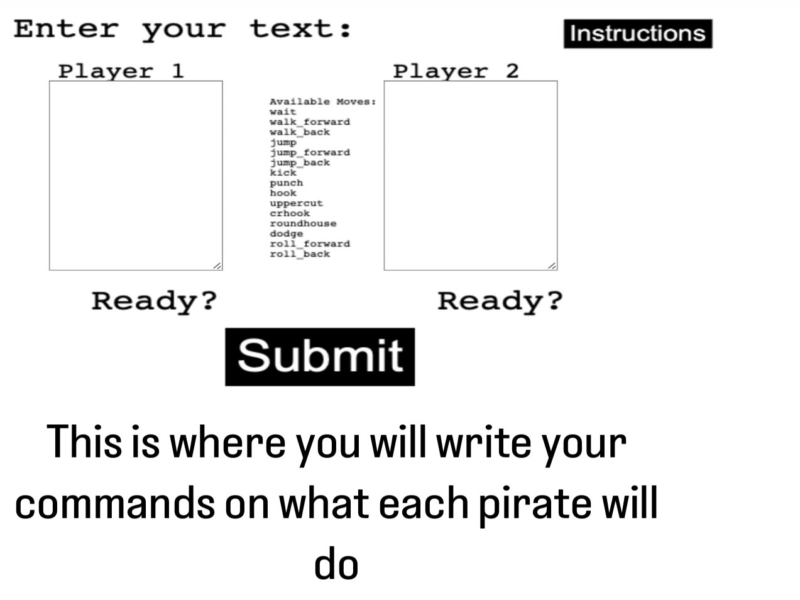 Enter your text:
Instructions
Player 1
Player 2
Available Moves:
wait
walk_forward
walk_back
jump
jump_forward
jump_back
kick
punch
hook
uppercut
crhook
roundhouse
dodge
roll_forward
roll_back
Ready?
Ready?
Submit
This is where you will write your
commands on what each pirate will
do